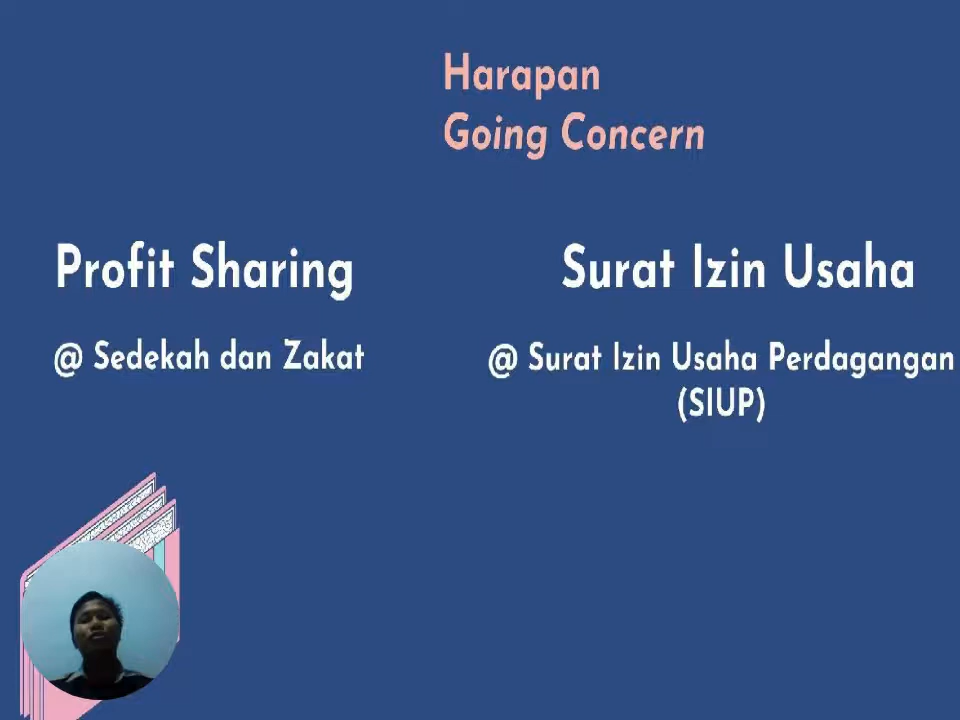 Harapan
Going Concern
Profit Sharing
Surat Izin Usaha
@ Sedekah dan Zakat
@ Surat Izin Usaha Perdagangan
(SIUP)